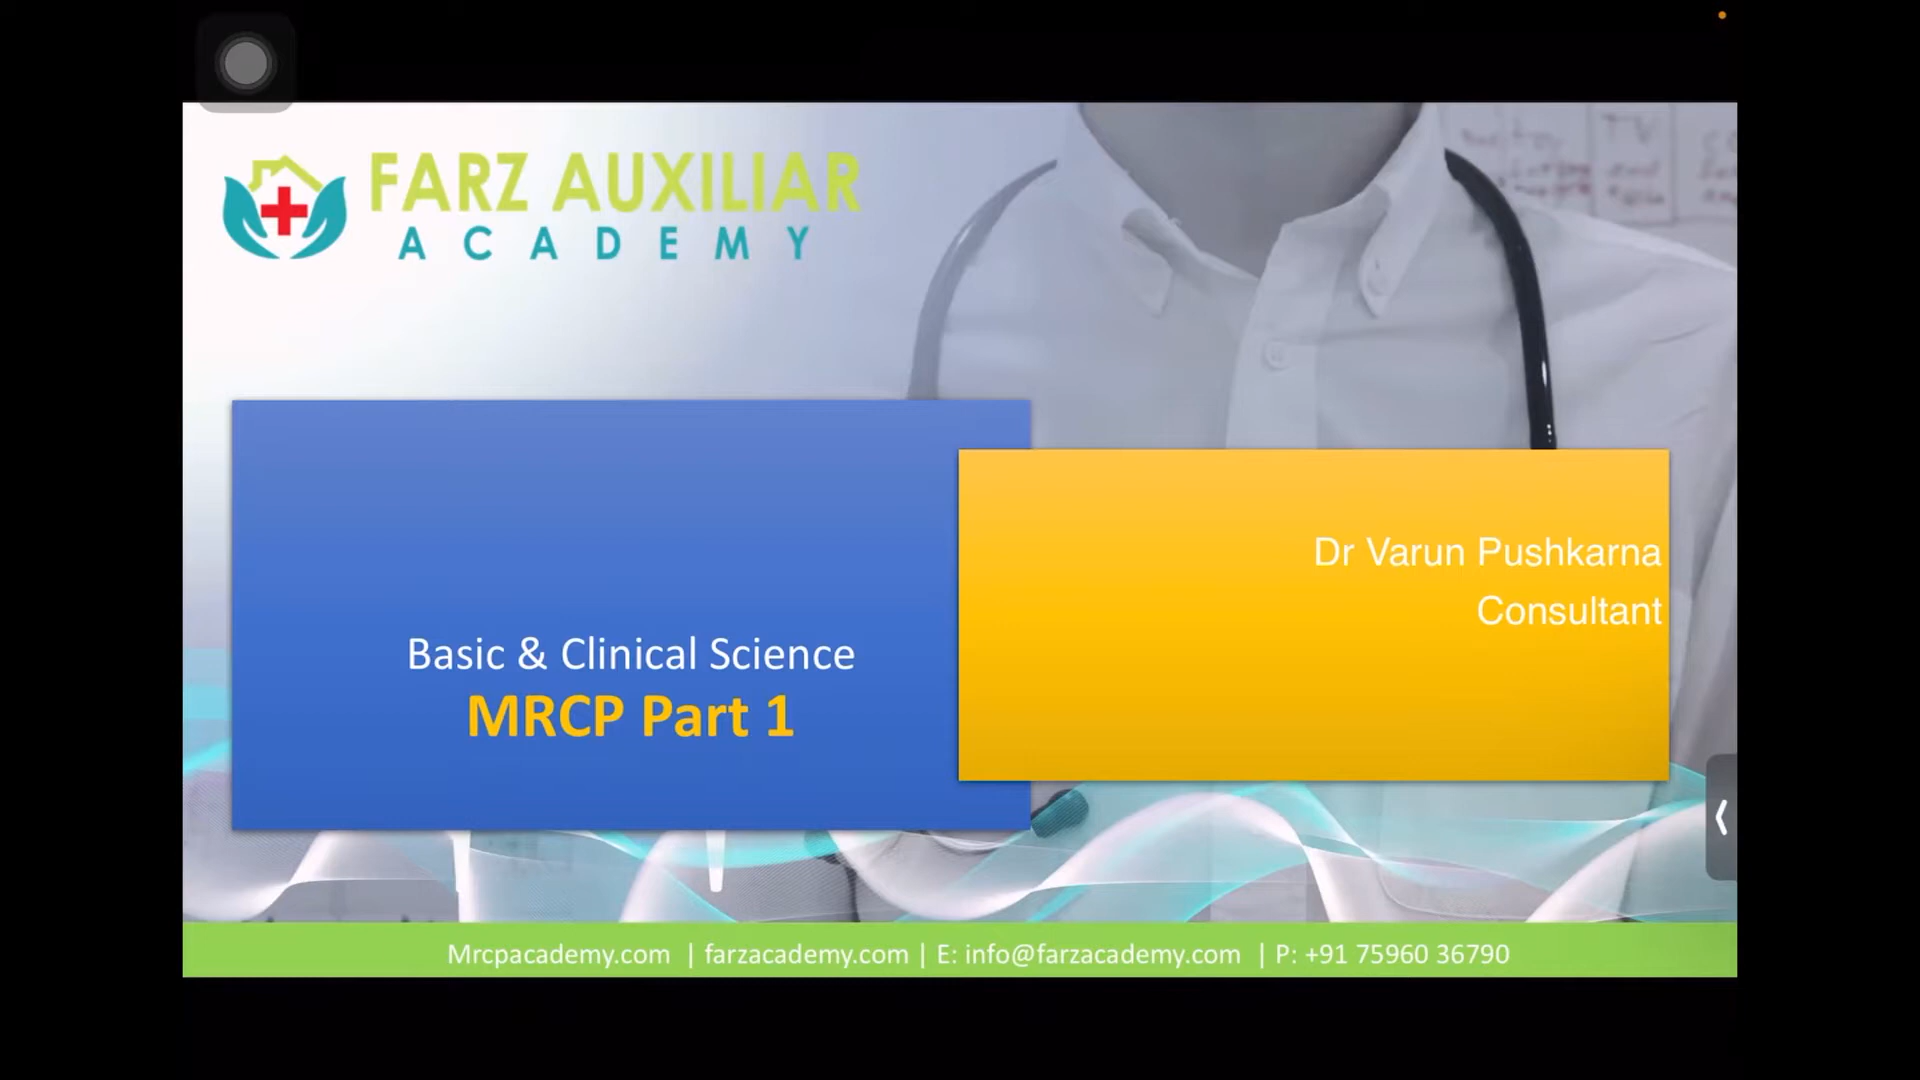 FARZ AUXILIAR
ACADEMY
Basic & Clinical Science
MRCP Part 1
Dr Varun Pushkarna
Consultant
Mrcpacademy.com | farzacademy.com | E: info@farzacademy.com | P: +91 75960 36790